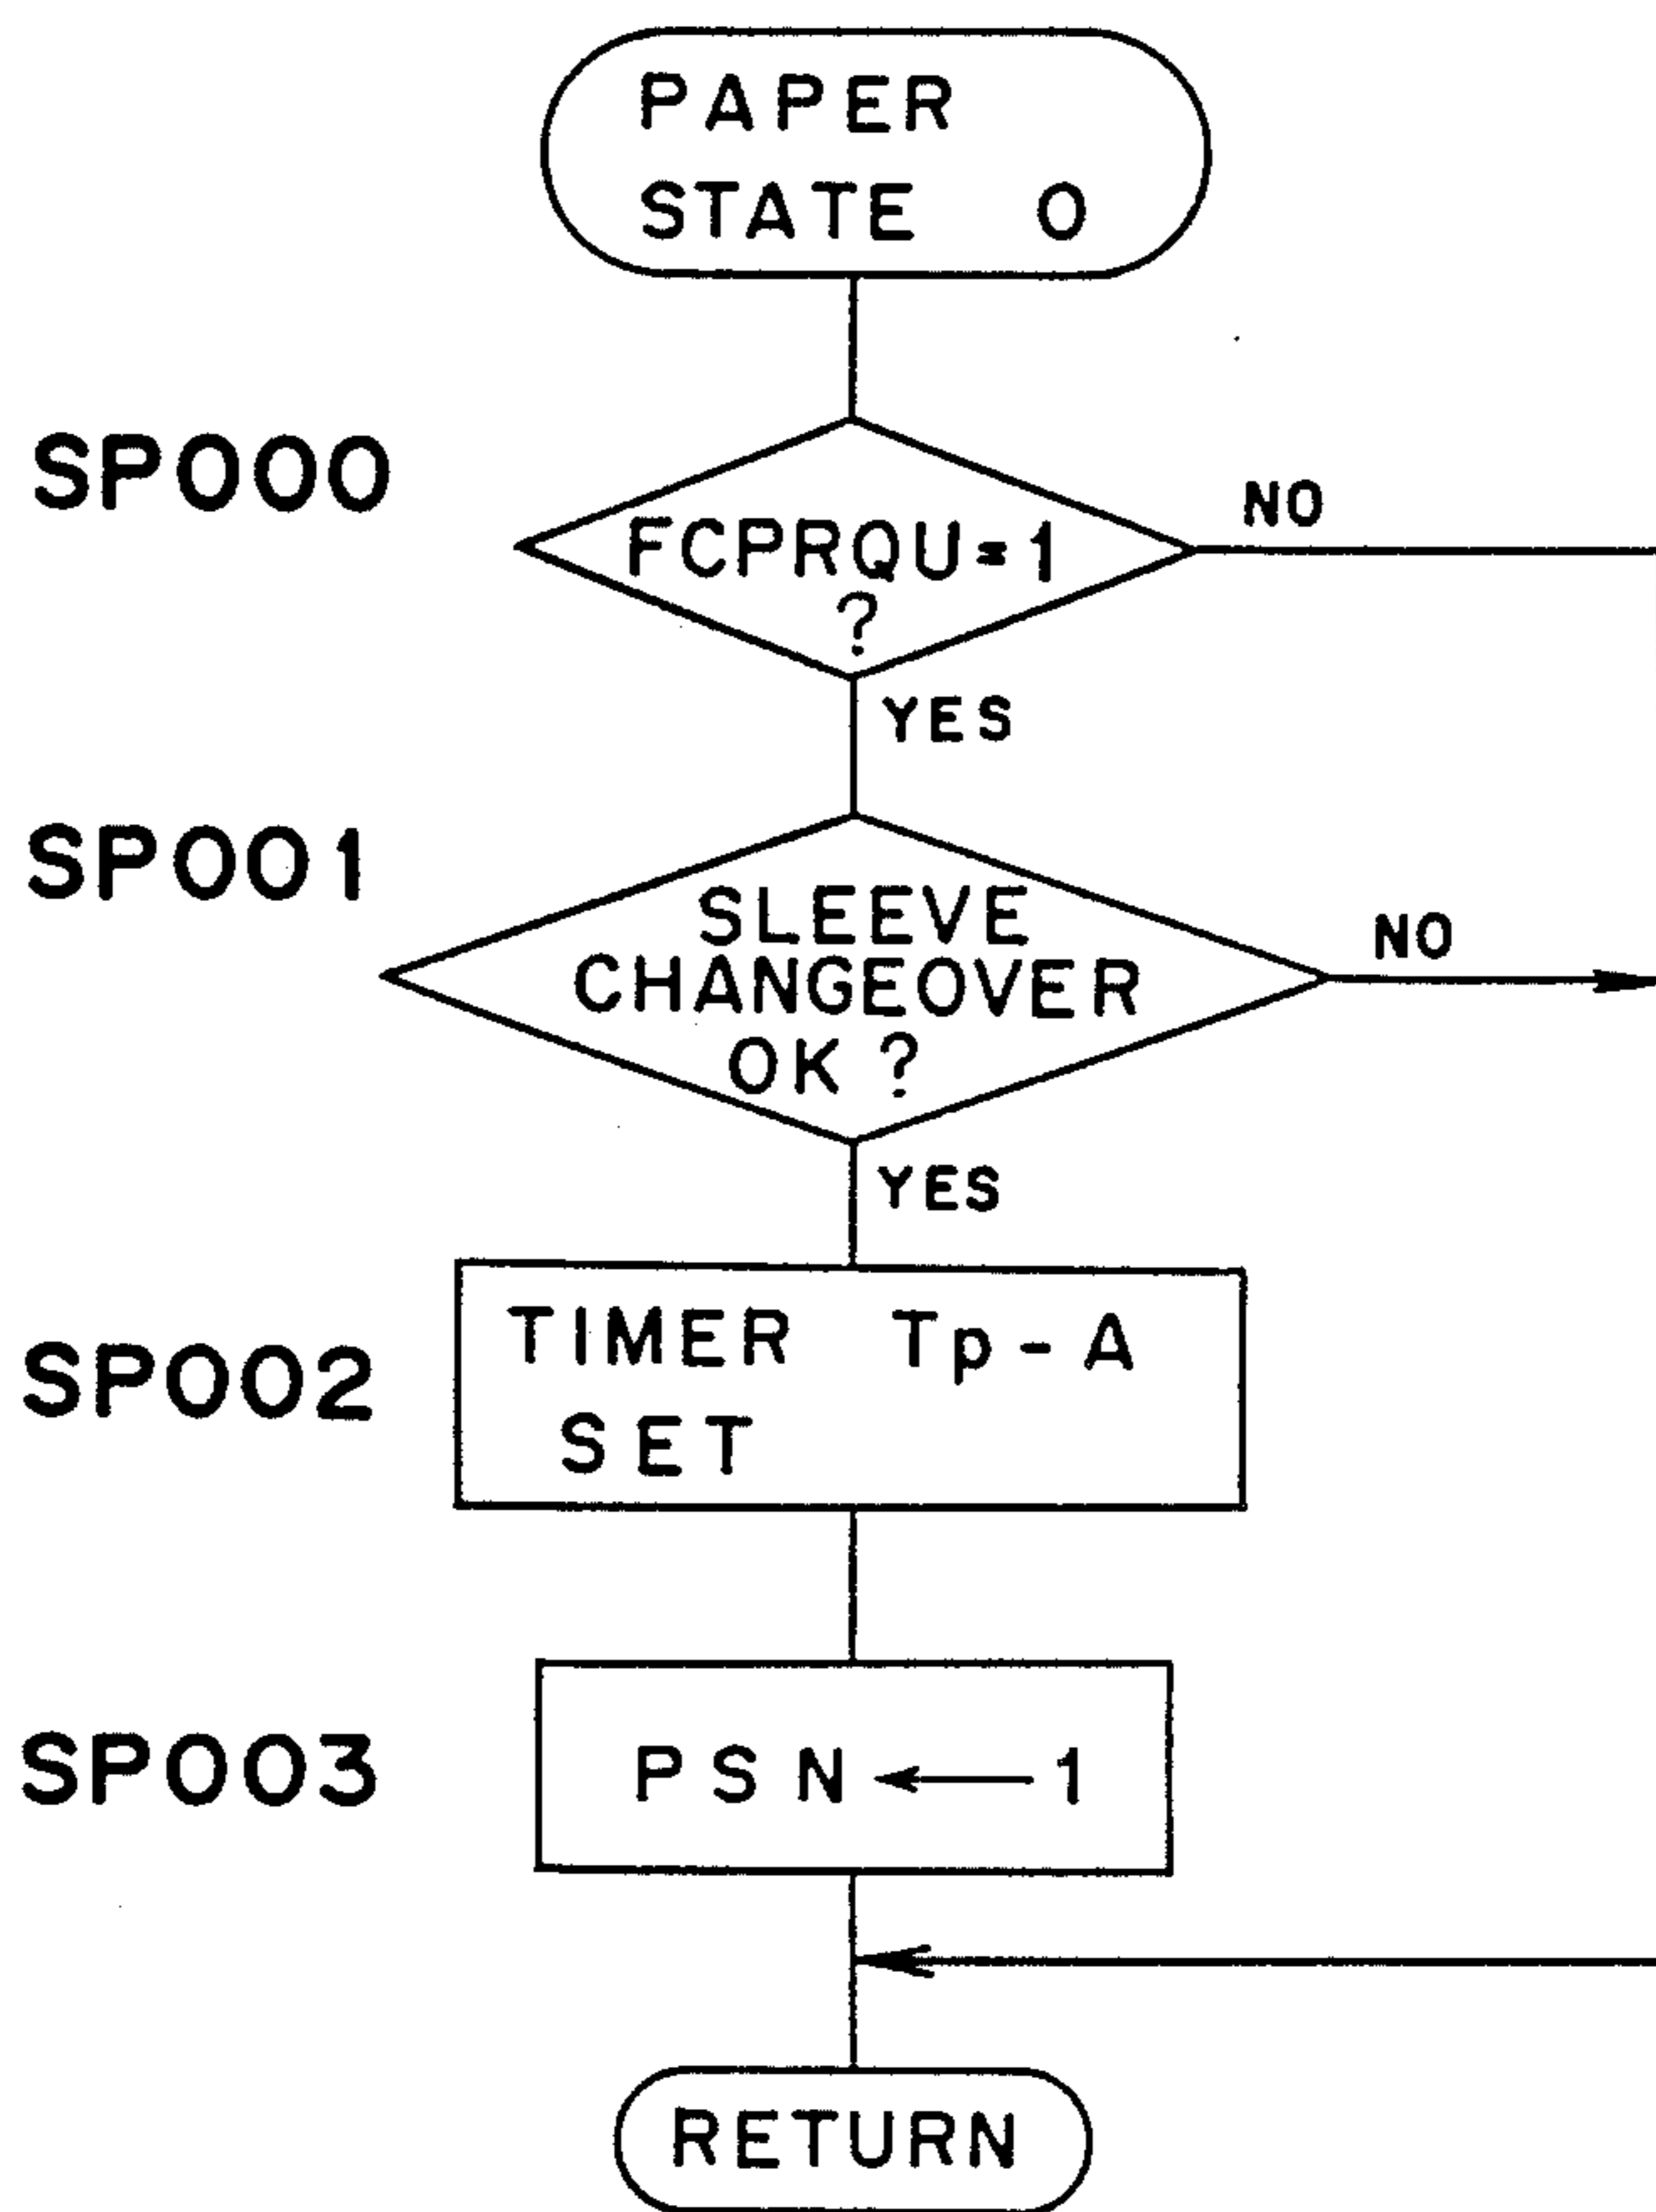 PAPER
STATE 0
SP000
FCPRQU=1
?
NO
YES
SP001
SLEEVE
CHANGEOVER
OK ?
NO
YES
SP002
TIMER Tp-A
SET
SP003
PSN ← 1
RETURN